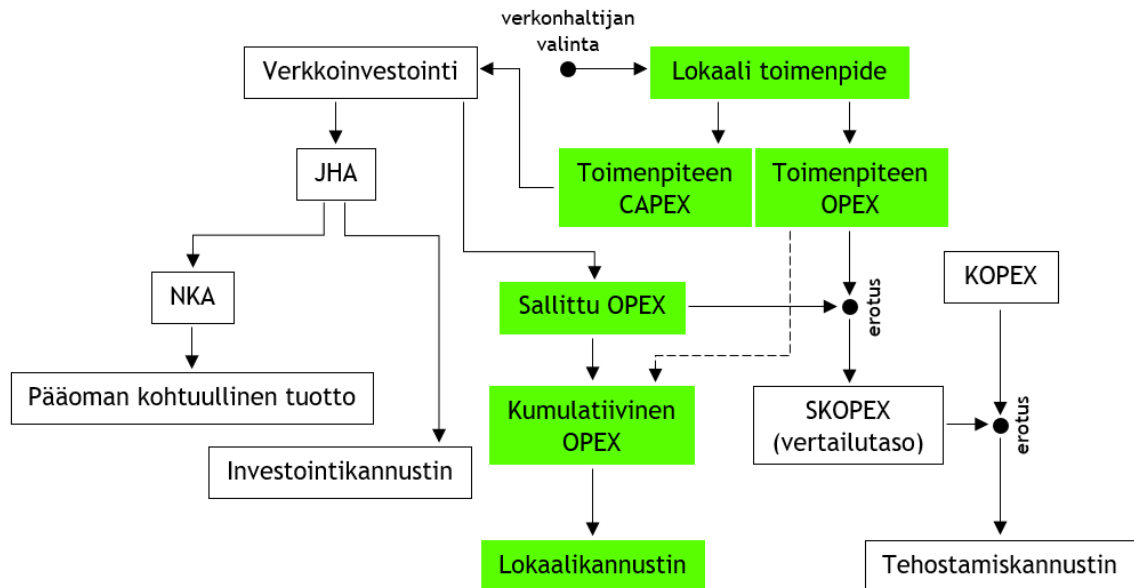 verkonhaltijan
valinta
Verkkoinvestointi
Lokaali toimenpide
JHA
Toimenpiteen
CAPEX
Toimenpiteen
OPEX
NKA
Sallittu OPEX
erotus
KOPEX
Pääoman kohtuullinen tuotto
Kumulatiivinen
OPEX
SKOPEX
(vertailutaso)
erotus
Investointikannustin
Lokaalikannustin
Tehostamiskannustin